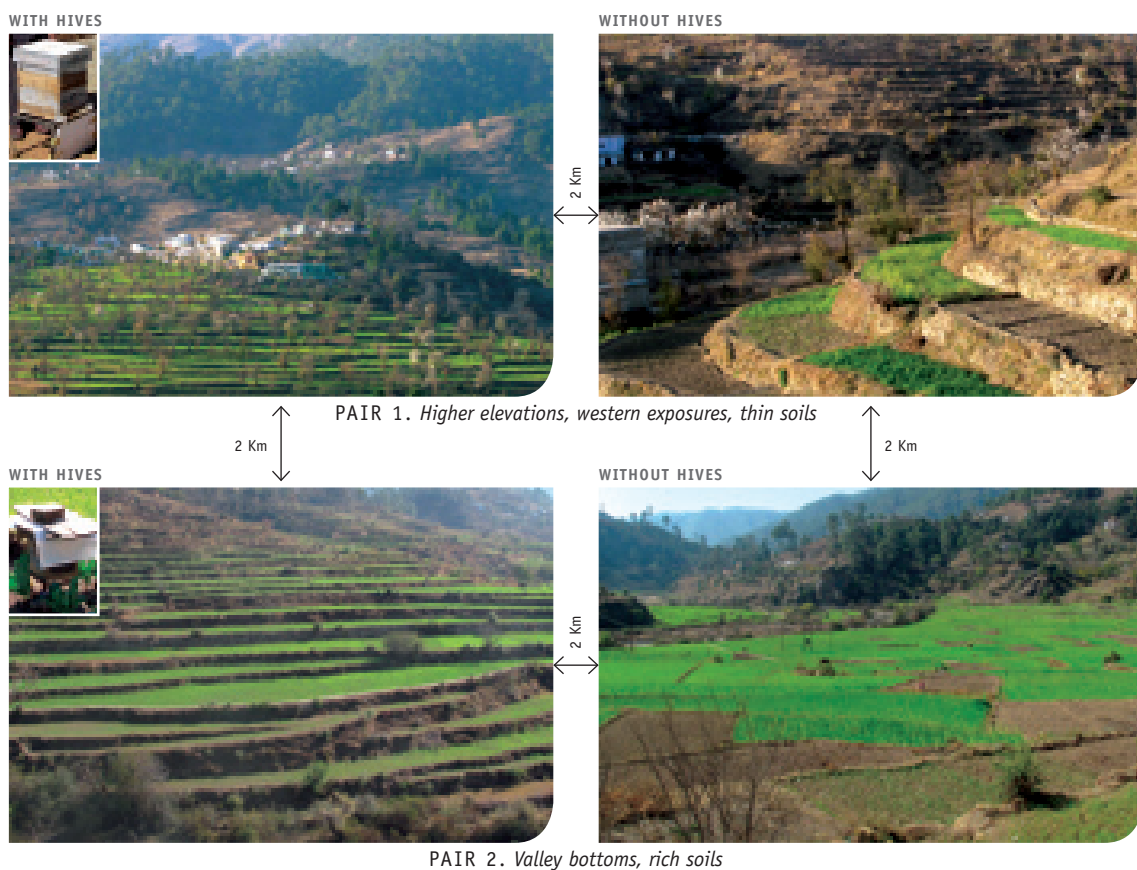 WITH HIVES
WITHOUT HIVES
2 Km
PAIR 1. Higher elevations, western exposures, thin soils
2 Km
2 Km
WITH HIVES
WITHOUT HIVES
2 Km
PAIR 2. Valley bottoms, rich soils